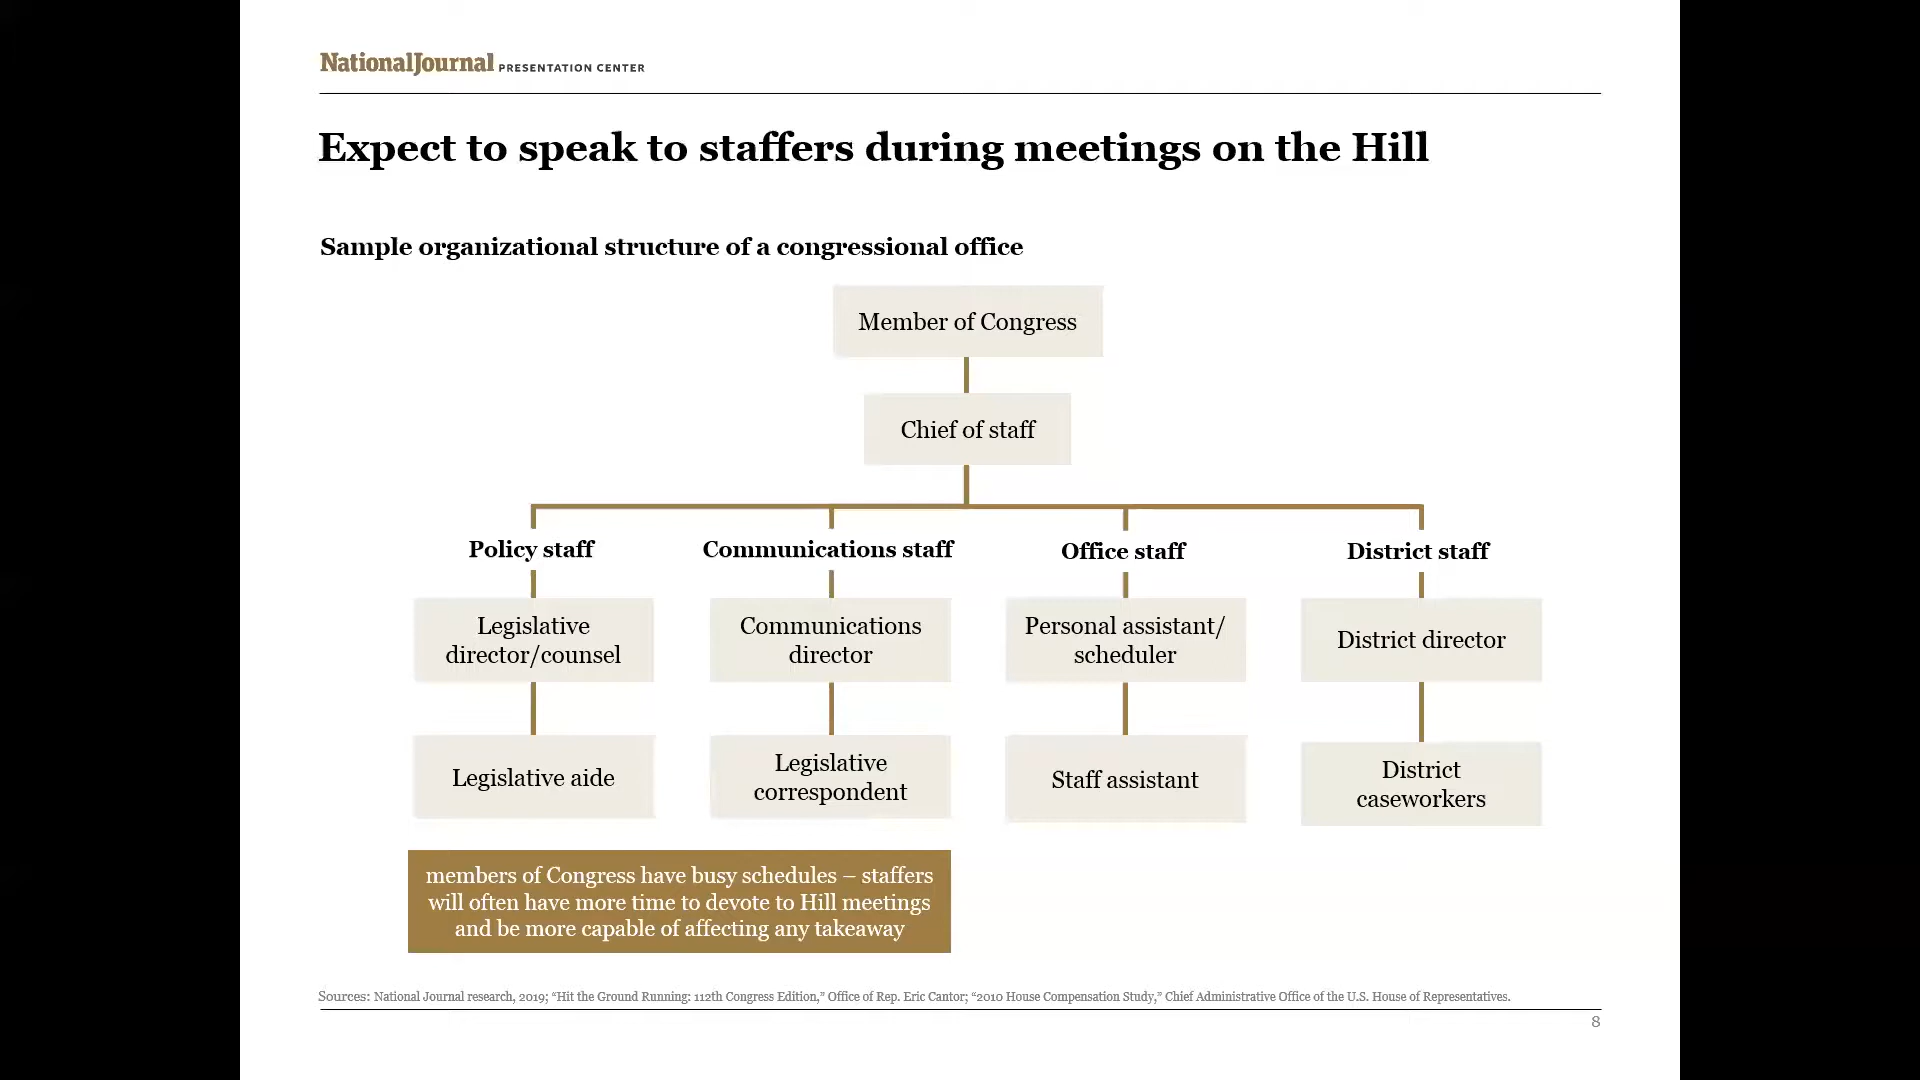 NationalJournal PRESENTATION CENTER
Expect to speak to staffers during meetings on the Hill
Sample organizational structure of a congressional office
Member of Congress
Chief of staff
Policy staff
Communications staff
Office staff
District staff
Legislative
director/counsel
Communications
director
Personal assistant/
scheduler
District director
Legislative aide
Legislative
correspondent
Staff assistant
District
caseworkers
members of Congress have busy schedules – staffers
will often have more time to devote to Hill meetings
and be more capable of affecting any takeaway
Sources: National Journal research, 2019; “Hit the Ground Running: 112th Congress Edition,” Office of Rep. Eric Cantor; “2010 House Compensation Study,” Chief Administrative Office of the U.S. House of Representatives.
8